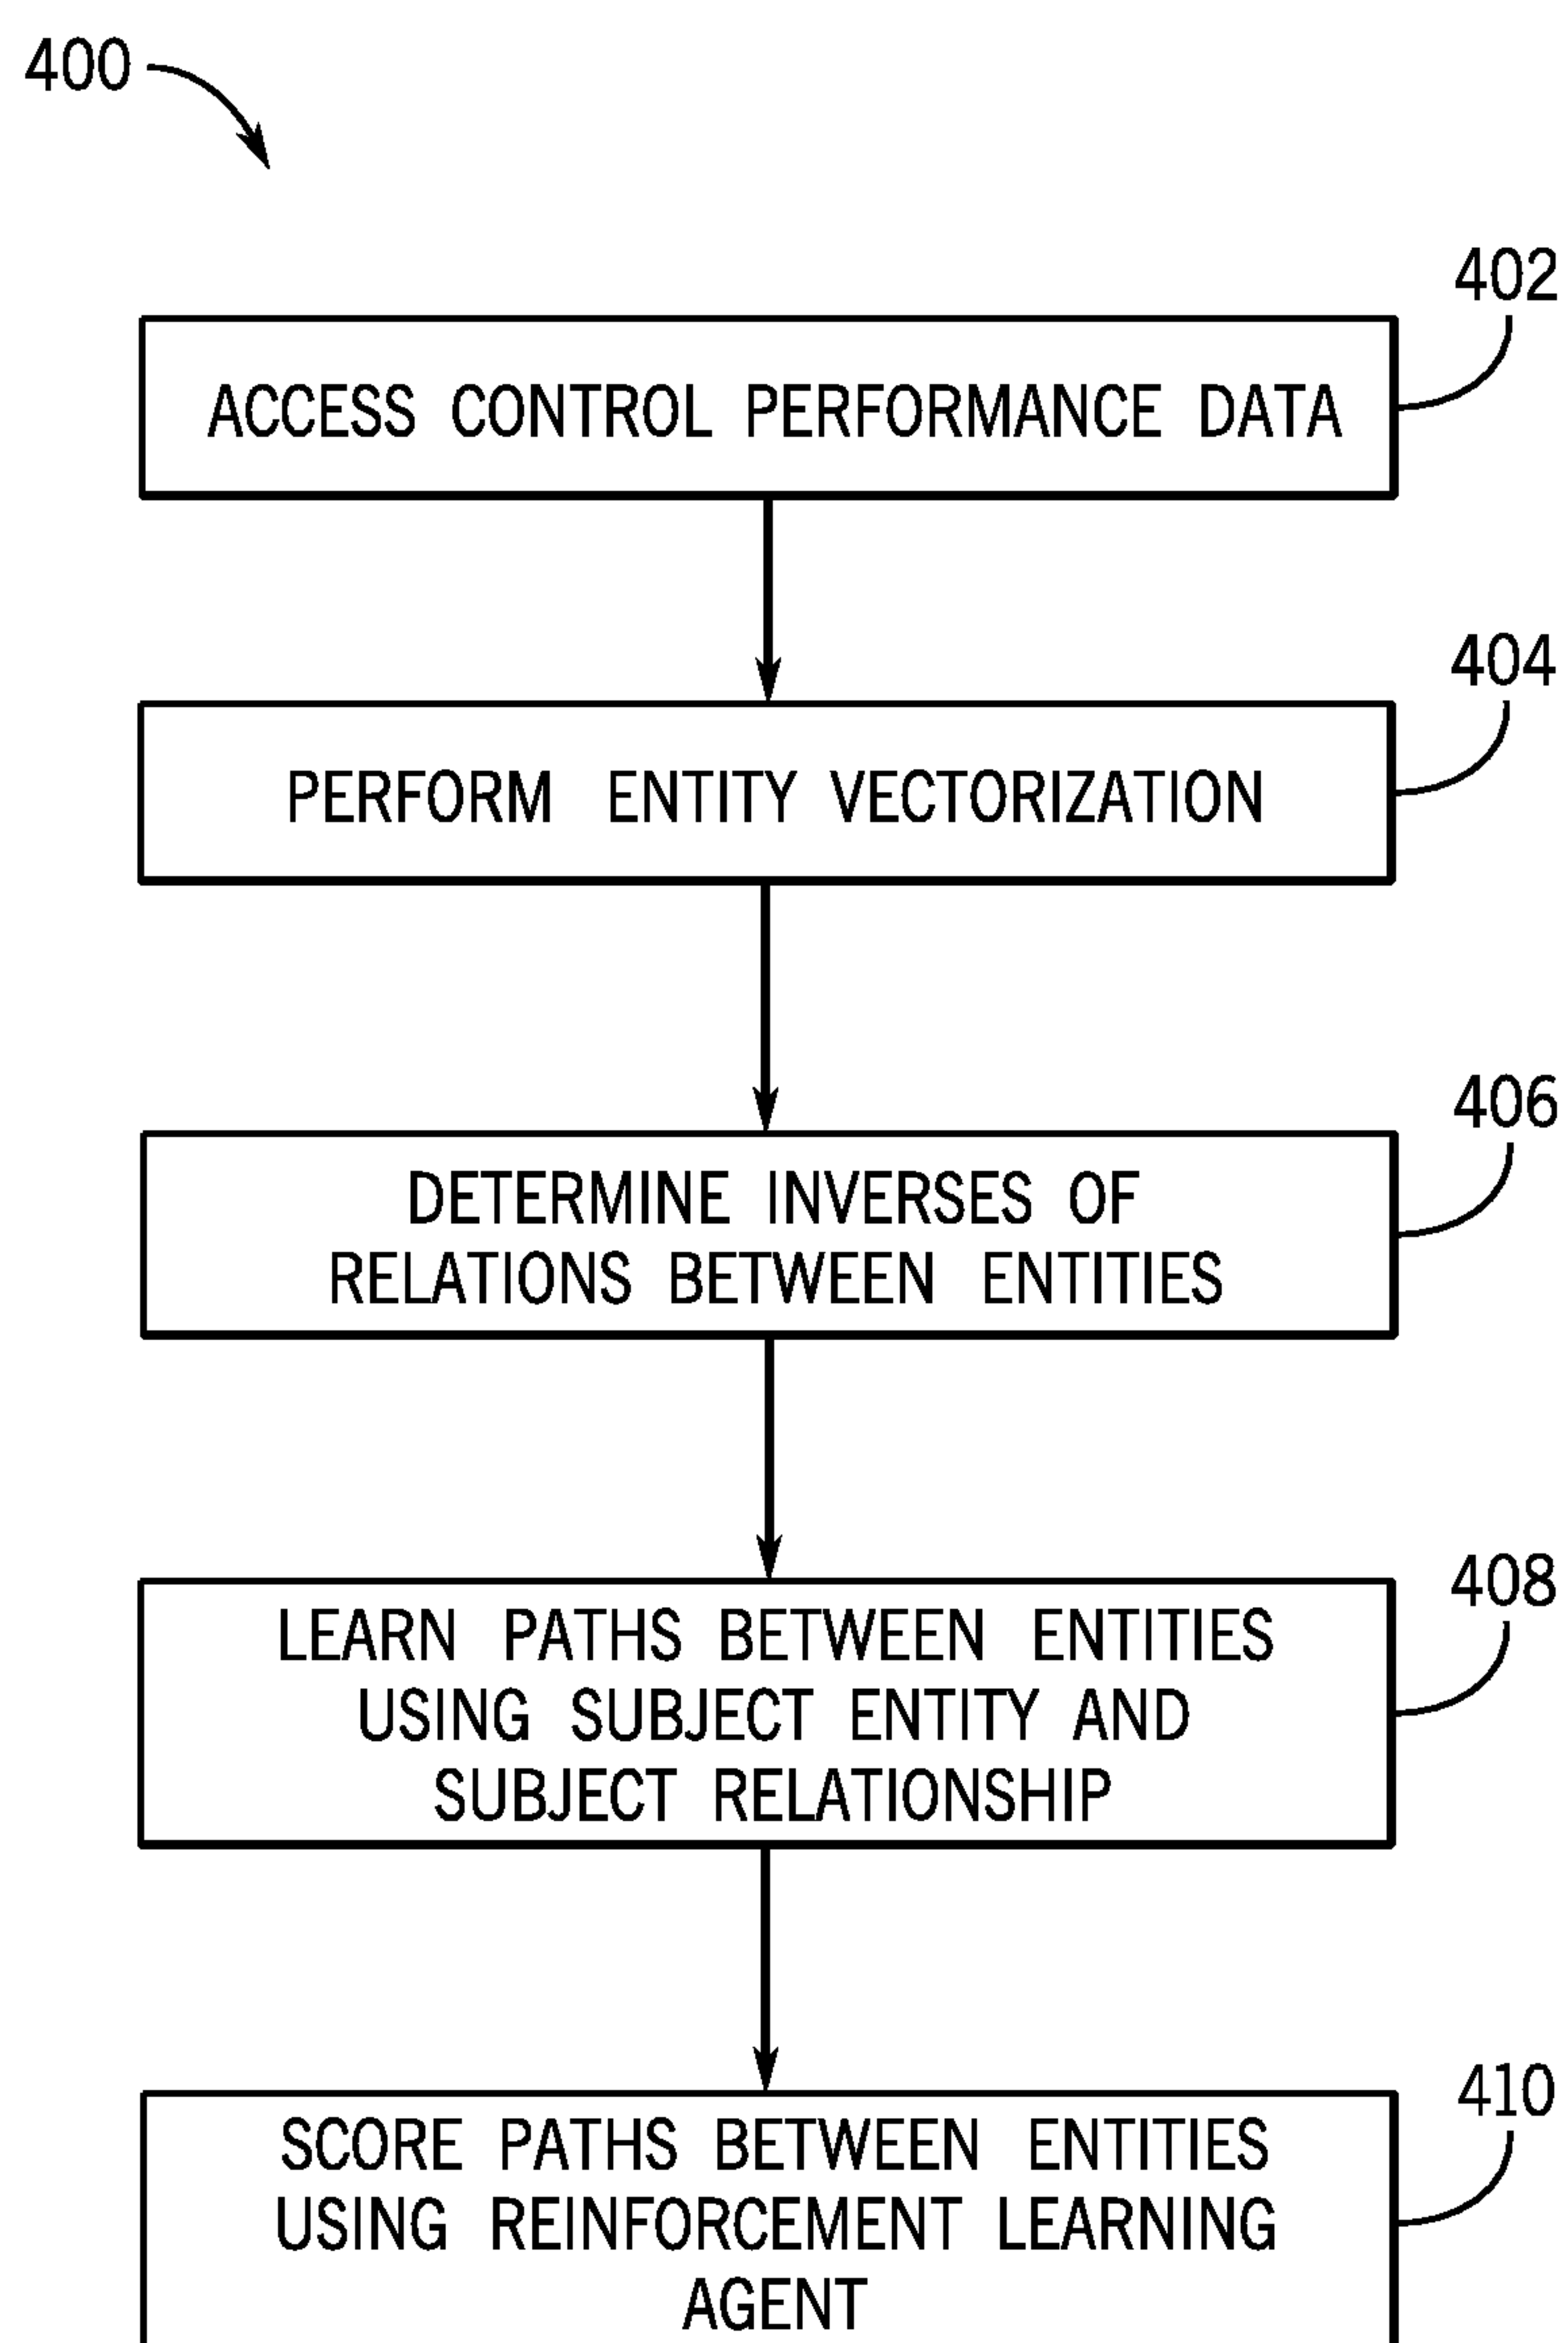 400
402
ACCESS CONTROL PERFORMANCE DATA
404
PERFORM ENTITY VECTORIZATION
406
DETERMINE INVERSES OF
RELATIONS BETWEEN ENTITIES
408
LEARN PATHS BETWEEN ENTITIES
USING SUBJECT ENTITY AND
SUBJECT RELATIONSHIP
410
SCORE PATHS BETWEEN ENTITIES
USING REINFORCEMENT LEARNING
AGENT